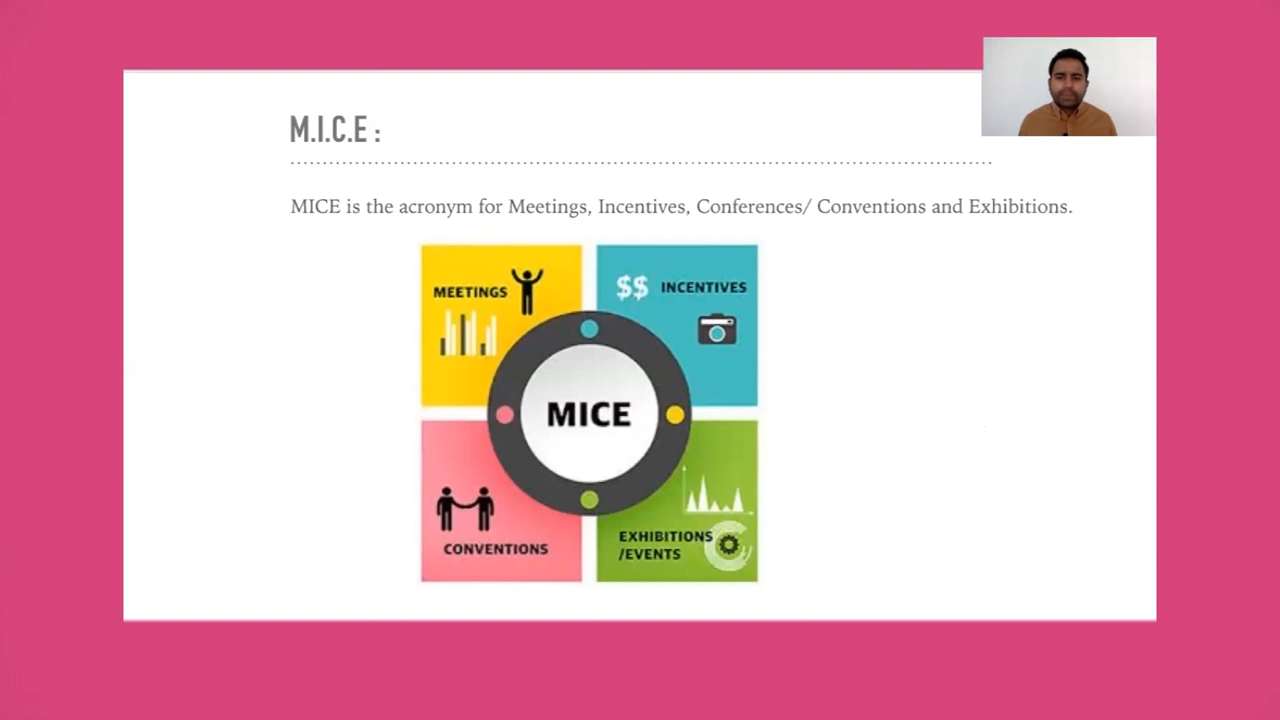 M.I.C.E :
MICE is the acronym for Meetings, Incentives, Conferences/ Conventions and Exhibitions.
MEETINGS
$$ INCENTIVES
MICE
CONVENTIONS
EXHIBITIONS
/EVENTS